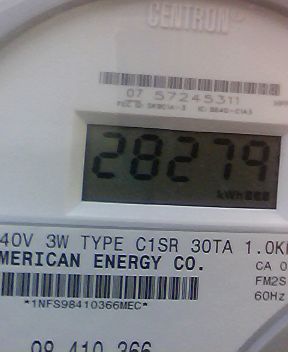 CENTRON
07 57245311
28279
kWh
40V 3W TYPE C1SR 30TA 1.0K
MERICAN ENERGY CO.
CA 0
FM2S
60Hz
*1NFS98410366MEC*
98 410 366